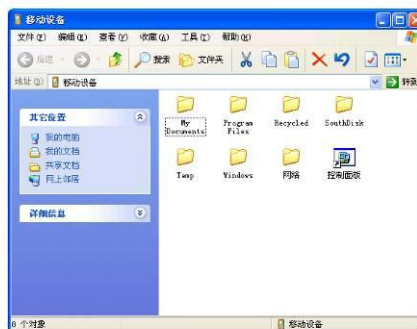 移动设备
文件(F) 编辑(E) 查看(V) 收藏(A) 工具(T) 帮助(H)
后退 搜索 文件夹
地址(D) 移动设备 转到
其它位置
我的电脑
我的文档
共享文档
网上邻居
详细信息
My Documents
Program Files
Recycled
SouthDisk
Temp
Windows
网络
控制面板
8 个对象 移动设备